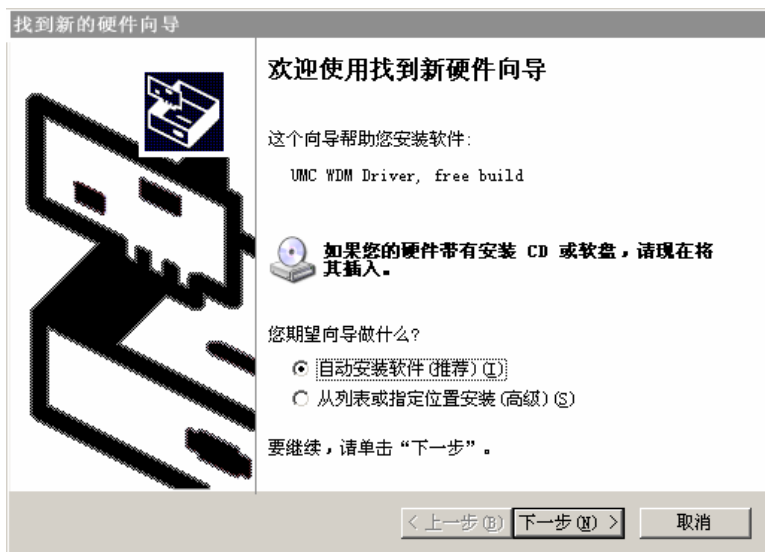 找到新的硬件向导
欢迎使用找到新硬件向导
这个向导帮助您安装软件:
UMC WDM Driver, free build
如果您的硬件带有安装 CD 或软盘，请现在将
其插入。
您期望向导做什么?
自动安装软件(推荐)(I)
从列表或指定位置安装(高级)(S)
要继续，请单击“下一步”。
< 上一步(B) 下一步(N) > 取消